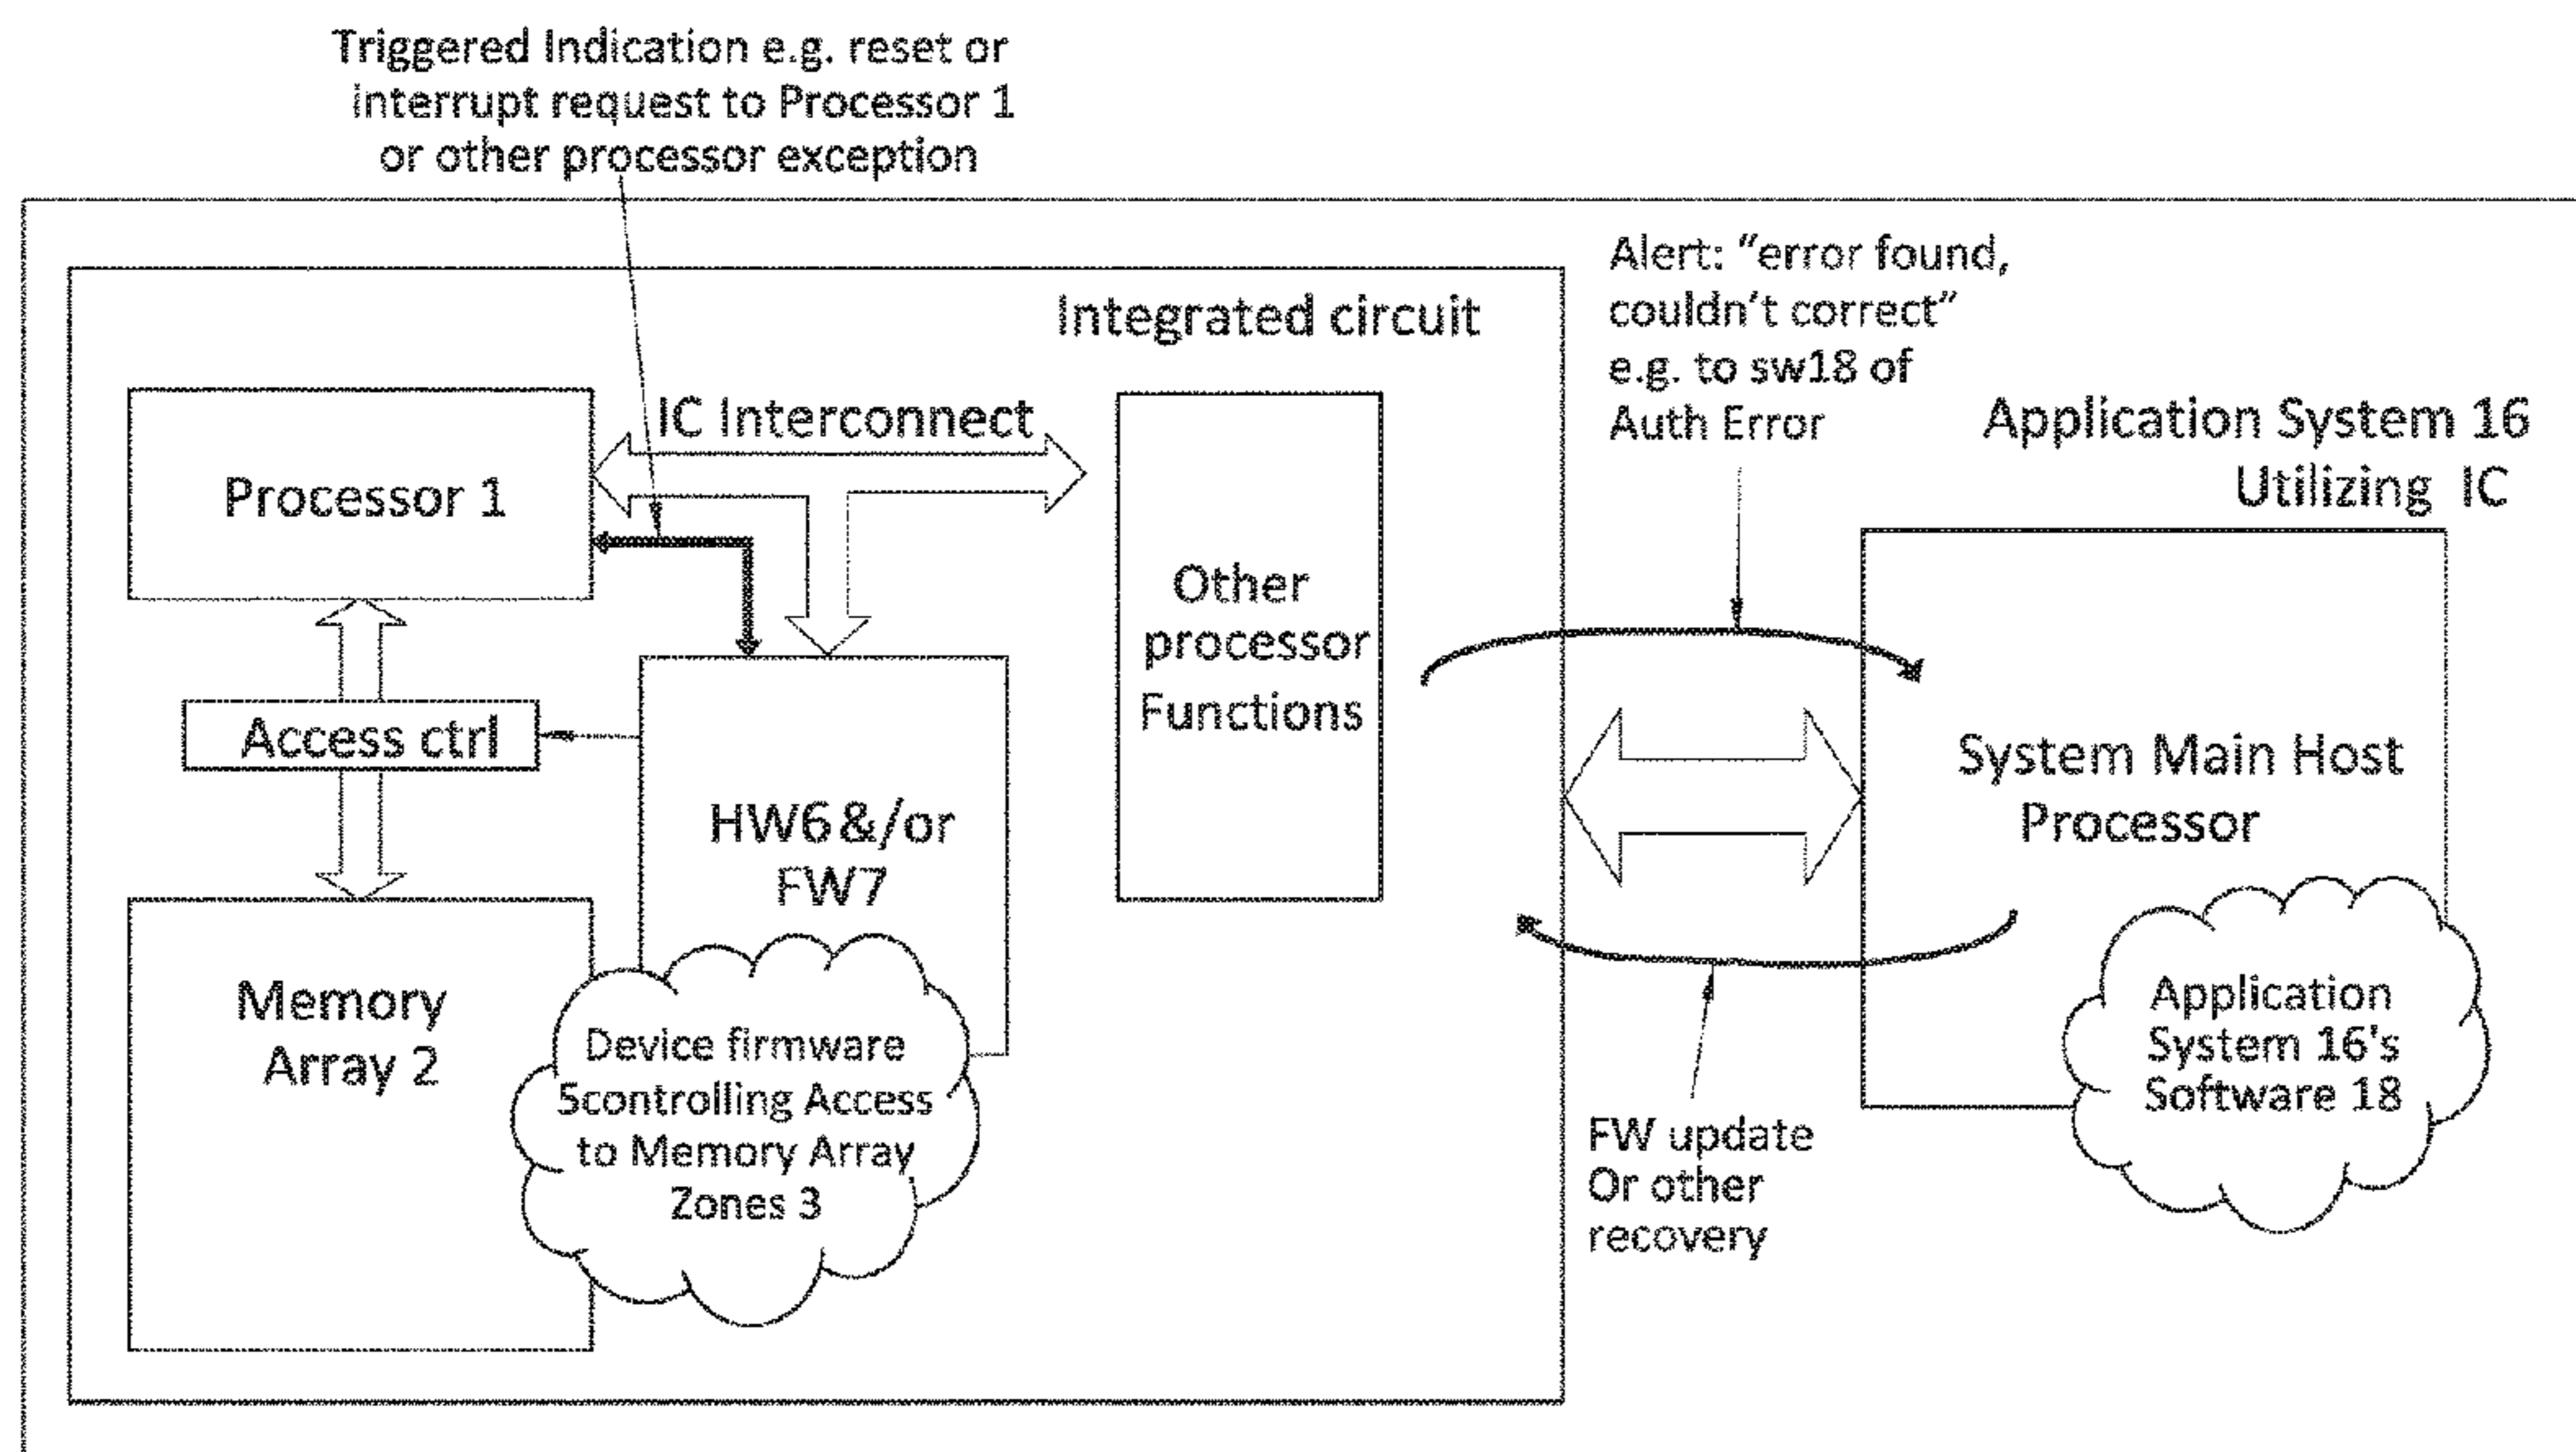 Triggered Indication e.g. reset or
interrupt request to Processor 1
or other processor exception
Alert: "error found,
couldn't correct"
e.g. to sw18 of
Auth Error
Integrated circuit
Application System 16
Utilizing IC
IC Interconnect
Processor 1
Other
processor
Functions
Access ctrl
System Main Host
Processor
HW6 &/or
FW7
Memory
Array 2
Device firmware
5controlling Access
to Memory Array
Zones 3
Application
System 16's
Software 18
FW update
Or other
recovery